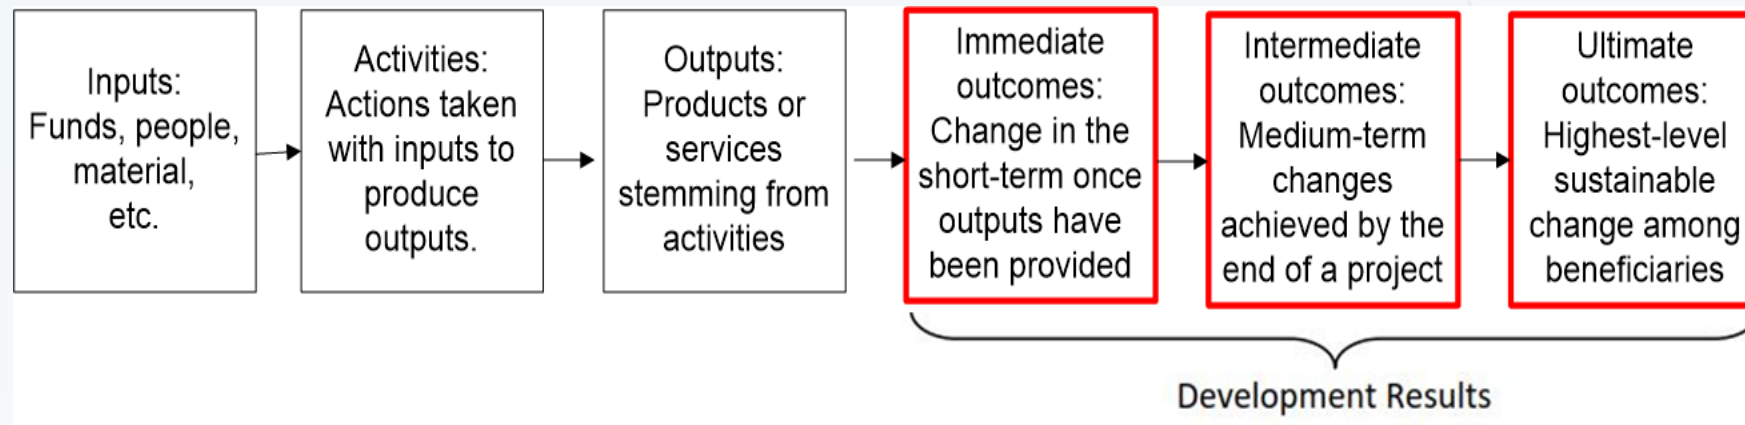 Inputs:
Funds, people,
material,
etc.
Activities:
Actions taken
with inputs to
produce
outputs.
Outputs:
Products or
services
stemming from
activities
Immediate
outcomes:
Change in the
short-term once
outputs have
been provided
Intermediate
outcomes:
Medium-term
changes
achieved by the
end of a project
Ultimate
outcomes:
Highest-level
sustainable
change among
beneficiaries
Development Results